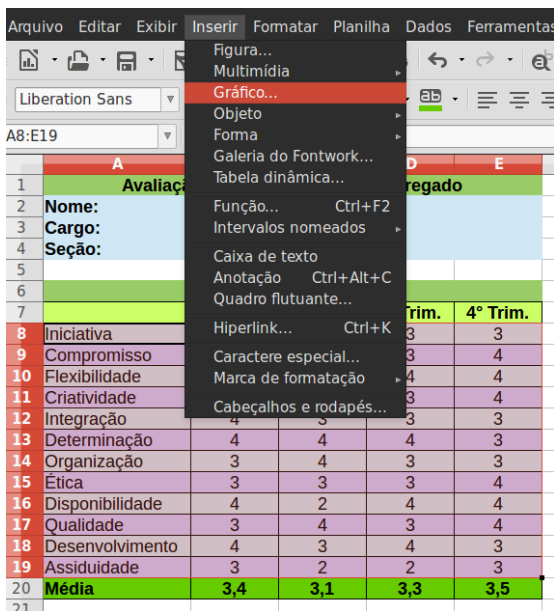 Arquivo Editar Exibir Inserir Formatar Planilha Dados Ferramentas
Figura...
Multimídia
Liberation Sans
Gráfico...
Objeto
A8:E19
Forma
Galeria do Fontwork...
Tabela dinâmica...
Função... Ctrl+F2
Intervalos nomeados
Caixa de texto
Anotação Ctrl+Alt+C
Quadro flutuante...
Hiperlink... Ctrl+K
Caractere especial...
Marca de formatação
Cabeçalhos e rodapés...
A D E
1
2 Nome:
3 Cargo:
4 Seção:
5
6
7 Trim. 4° Trim.
8 Iniciativa 3 3
9 Compromisso 3 4
10 Flexibilidade 4 4
11 Criatividade 3 4
12 Integração 4 3 3 3
13 Determinação 4 4 4 3
14 Organização 3 4 3 3
15 Ética 3 3 3 4
16 Disponibilidade 4 2 4 4
17 Qualidade 3 4 3 4
18 Desenvolvimento 4 3 4 3
19 Assiduidade 3 2 2 3
20 Média 3,4 3,1 3,3 3,5
21